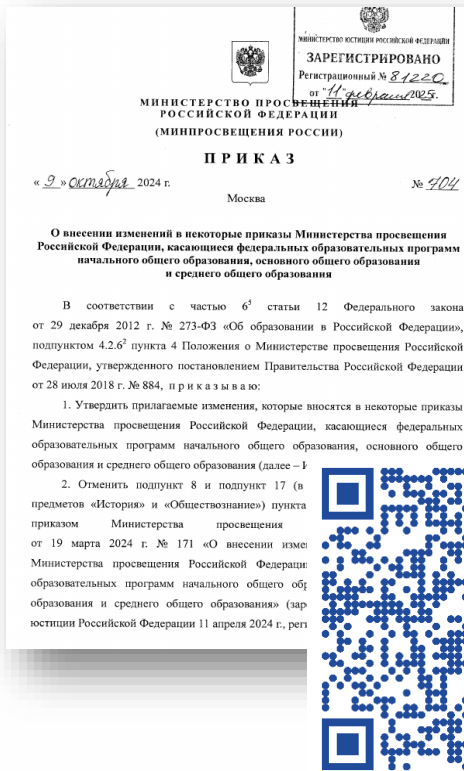 МИНИСТЕРСТВО ЮСТИЦИИ РОССИЙСКОЙ ФЕДЕРАЦИИ
ЗАРЕГИСТРИРОВАНО
Регистрационный № 81220
от "11" февраля 2025г.
МИНИСТЕРСТВО ПРОСВЕЩЕНИЯ
РОССИЙСКОЙ ФЕДЕРАЦИИ
(МИНПРОСВЕЩЕНИЯ РОССИИ)
ПРИКАЗ
« 9 » октября 2024 г.
№ 704
Москва
О внесении изменений в некоторые приказы Министерства просвещения
Российской Федерации, касающиеся федеральных образовательных программ
начального общего образования, основного общего образования
и среднего общего образования
В соответствии с частью 6⁵ статьи 12 Федерального закона
от 29 декабря 2012 г. № 273-ФЗ «Об образовании в Российской Федерации»,
подпунктом 4.2.6² пункта 4 Положения о Министерстве просвещения Российской
Федерации, утвержденного постановлением Правительства Российской Федерации
от 28 июля 2018 г. № 884, п р и к а з ы в а ю:
1. Утвердить прилагаемые изменения, которые вносятся в некоторые приказы
Министерства просвещения Российской Федерации, касающиеся федеральных
образовательных программ начального общего образования, основного общего
образования и среднего общего образования (далее –
2. Отменить подпункт 8 и подпункт 17 (в
предметов «История» и «Обществознание») пункта
приказом Министерства просвещения
от 19 марта 2024 г. № 171 «О внесении изме
Министерства просвещения Российской Федераци
образовательных программ начального общего обр
образования и среднего общего образования» (зар
юстиции Российской Федерации 11 апреля 2024 г., реги